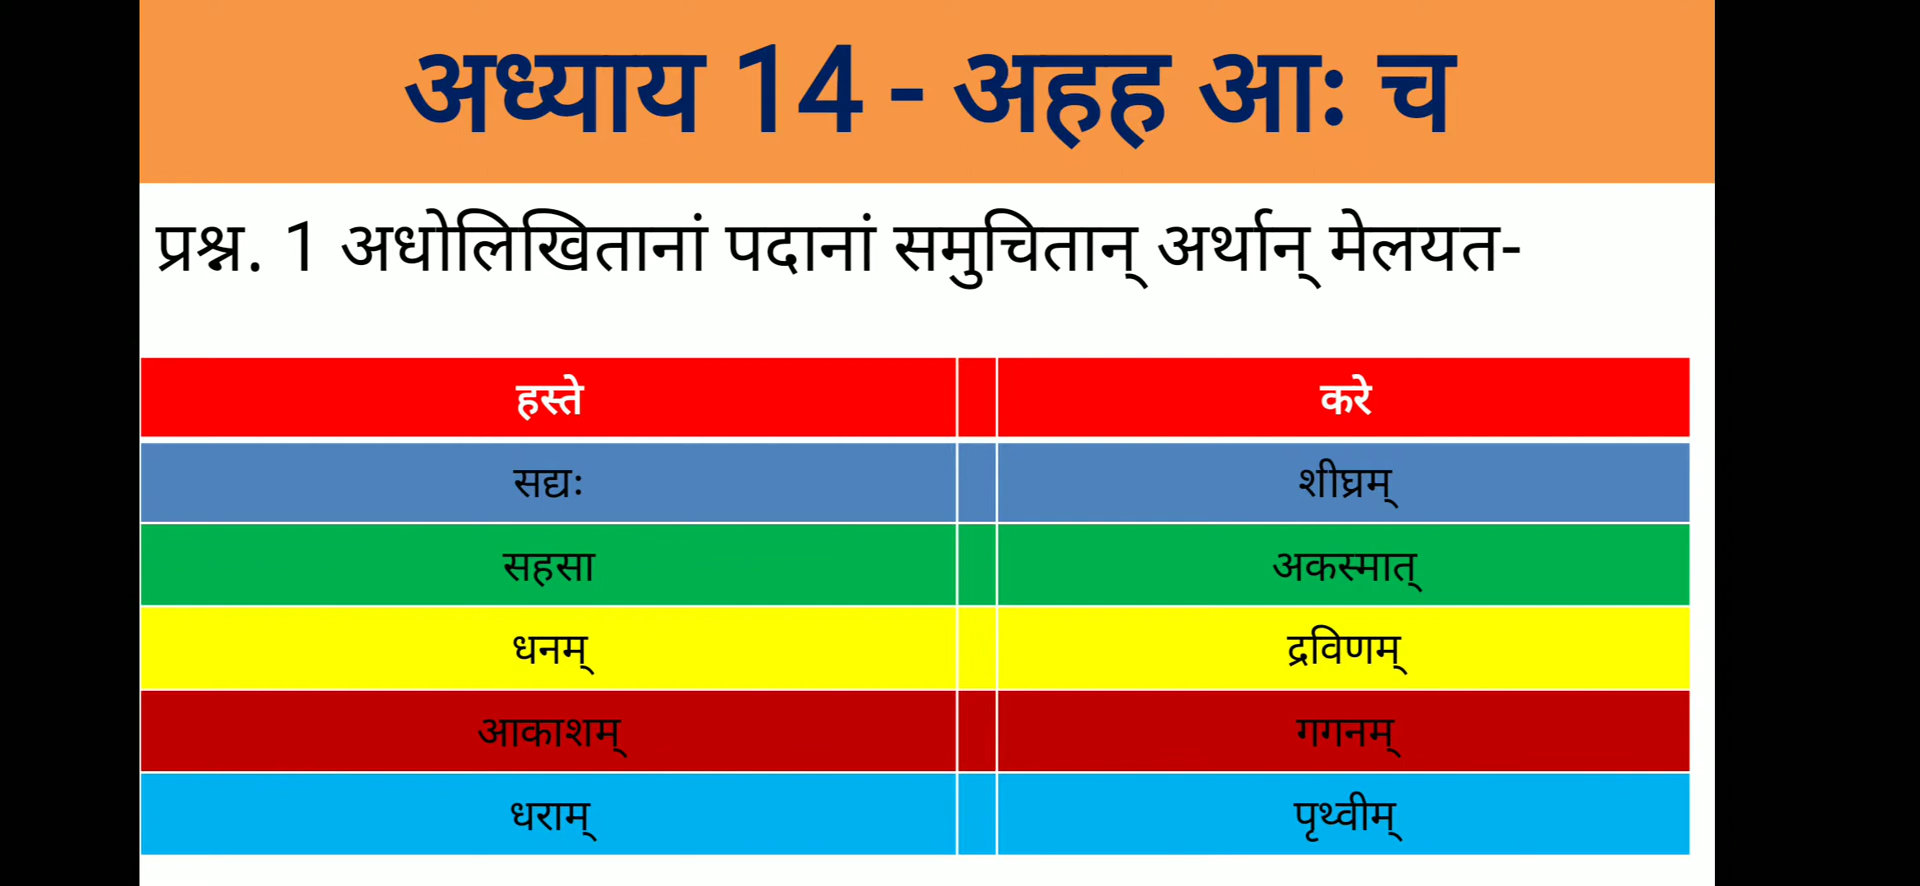 अध्याय 14 - अहह आः च
प्रश्न. 1 अधोलिखितानां पदानां समुचितान् अर्थान् मेलयत-
हस्ते करे
सद्यः शीघ्रम्
सहसा अकस्मात्
धनम् द्रविणम्
आकाशम् गगनम्
धराम् पृथ्वीम्